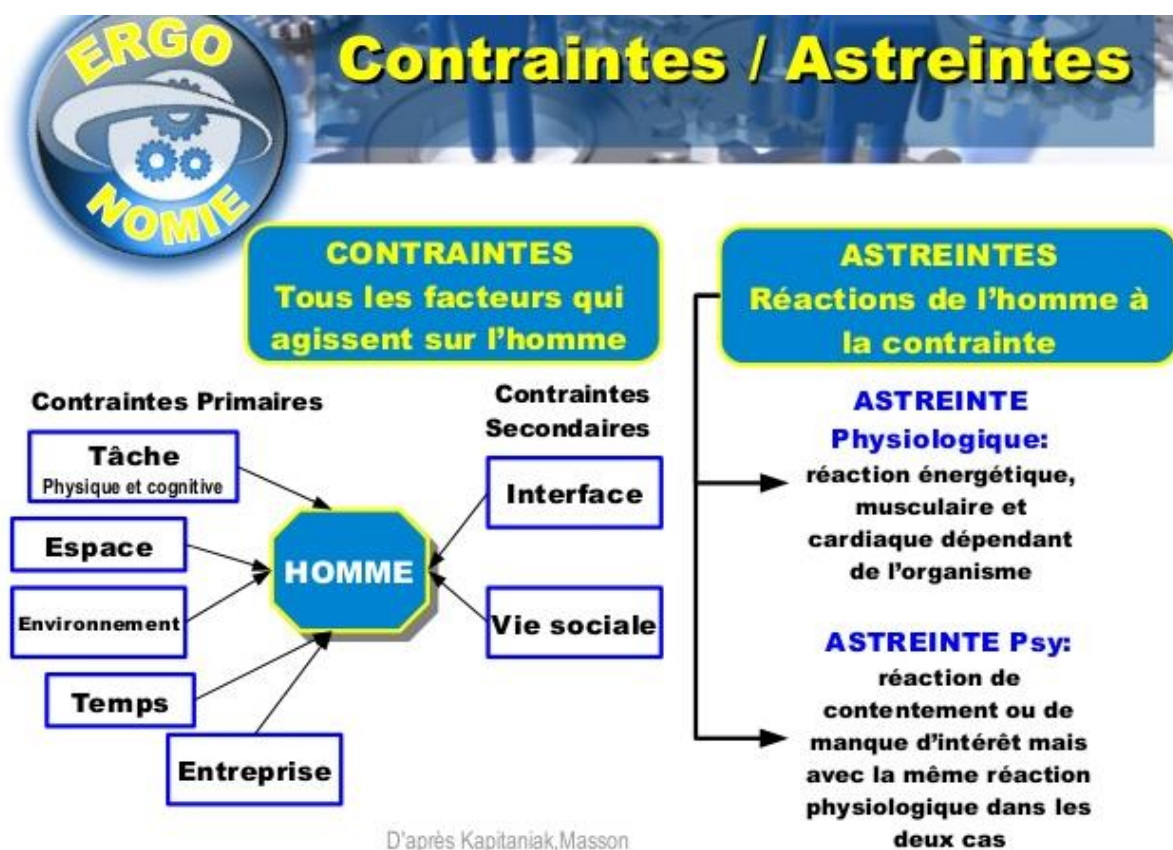 ERGO
NOMIE
Contraintes / Astreintes
CONTRAINTES
Tous les facteurs qui
agissent sur l'homme
Contraintes Primaires
Tâche
Physique et cognitive
Espace
Environnement
Temps
Entreprise
HOMME
Contraintes
Secondaires
Interface
Vie sociale
ASTREINTES
Réactions de l'homme à
la contrainte
ASTREINTE
Physiologique:
réaction énergétique,
musculaire et
cardiaque dépendant
de l'organisme
ASTREINTE Psy:
réaction de
contentement ou de
manque d'intérêt mais
avec la même réaction
physiologique dans les
deux cas
D'après Kapitaniak,Masson